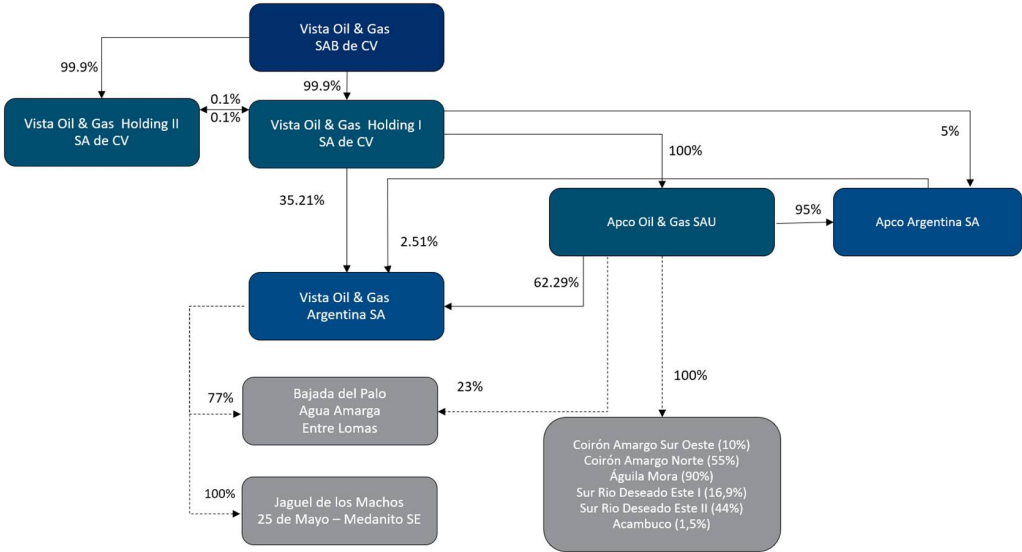 Vista Oil & Gas
SAB de CV
99.9%
99.9%
0.1%
0.1%
Vista Oil & Gas Holding II
SA de CV
Vista Oil & Gas Holding I
SA de CV
5%
100%
35.21%
Apco Oil & Gas SAU
95%
Apco Argentina SA
2.51%
62.29%
Vista Oil & Gas
Argentina SA
77%
Bajada del Palo
Agua Amarga
Entre Lomas
23%
100%
Coirón Amargo Sur Oeste (10%)
Coirón Amargo Norte (55%)
Águila Mora (90%)
Sur Rio Deseado Este I (16,9%)
Sur Rio Deseado Este II (44%)
Acambuco (1,5%)
100%
Jaguel de los Machos
25 de Mayo – Medanito SE